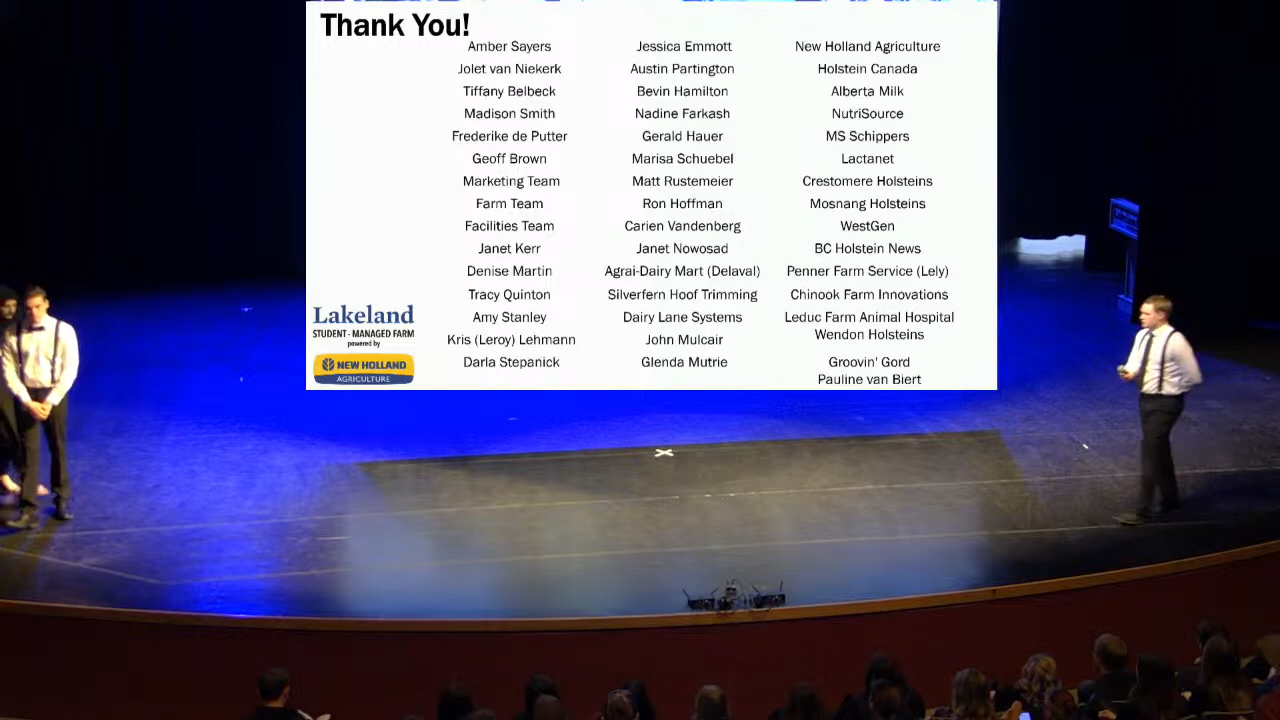 Thank You!
Amber Sayers
Jolet van Niekerk
Tiffany Belbeck
Madison Smith
Frederike de Putter
Geoff Brown
Marketing Team
Farm Team
Facilities Team
Janet Kerr
Denise Martin
Tracy Quinton
Amy Stanley
Kris (Leroy) Lehmann
Darla Stepanick
Jessica Emmott
Austin Partington
Bevin Hamilton
Nadine Farkash
Gerald Hauer
Marisa Schuebel
Matt Rustemeier
Ron Hoffman
Carien Vandenberg
Janet Nowosad
Agrai-Dairy Mart (Delaval)
Silverfern Hoof Trimming
Dairy Lane Systems
John Mulcair
Glenda Mutrie
New Holland Agriculture
Holstein Canada
Alberta Milk
NutriSource
MS Schippers
Lactanet
Crestomere Holsteins
Mosnang Holsteins
WestGen
BC Holstein News
Penner Farm Service (Lely)
Chinook Farm Innovations
Leduc Farm Animal Hospital
Wendon Holsteins
Groovin' Gord
Pauline van Biert
Lakeland
STUDENT-MANAGED FARM
powered by
NEW HOLLAND
AGRICULTURE